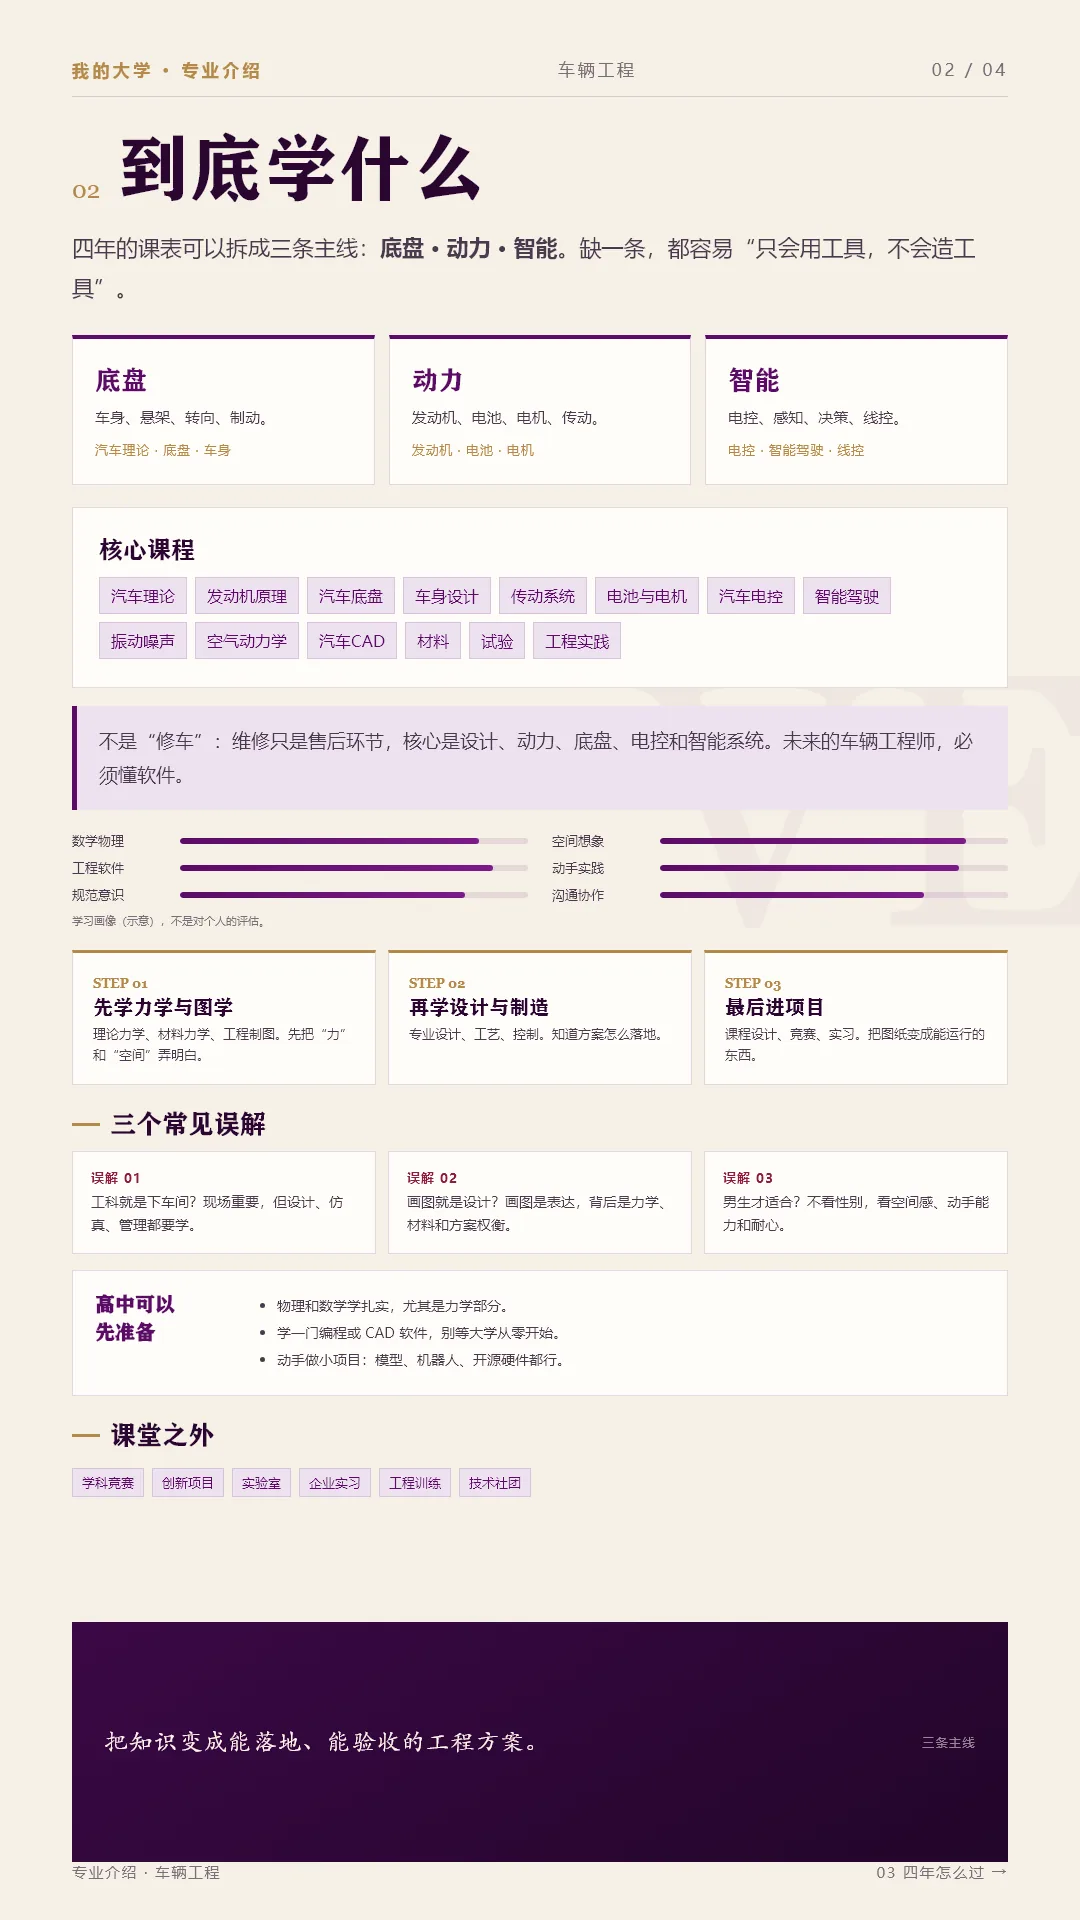 我的大学 · 专业介绍
车辆工程
02 / 04
02 到底学什么
四年的课表可以拆成三条主线：底盘 · 动力 · 智能。缺一条，都容易“只会用工具，不会造工
具”。
底盘
车身、悬架、转向、制动。
汽车理论 · 底盘 · 车身
动力
发动机、电池、电机、传动。
发动机 · 电池 · 电机
智能
电控、感知、决策、线控。
电控 · 智能驾驶 · 线控
核心课程
汽车理论 发动机原理 汽车底盘 车身设计 传动系统 电池与电机 汽车电控 智能驾驶
振动噪声 空气动力学 汽车CAD 材料 试验 工程实践
VE
不是“修车”：维修只是售后环节，核心是设计、动力、底盘、电控和智能系统。未来的车辆工程师，必
须懂软件。
数学物理
空间想象
工程软件
动手实践
规范意识
沟通协作
学习画像（示意），不是对个人的评估。
STEP 01
先学力学与图学
理论力学、材料力学、工程制图。先把“力”
和“空间”弄明白。
STEP 02
再学设计与制造
专业设计、工艺、控制。知道方案怎么落地。
STEP 03
最后进项目
课程设计、竞赛、实习。把图纸变成能运行的
东西。
三个常见误解
误解 01
工科就是下车间？现场重要，但设计、仿
真、管理都要学。
误解 02
画图就是设计？画图是表达，背后是力学、
材料和方案权衡。
误解 03
男生才适合？不看性别，看空间感、动手能
力和耐心。
高中可以
先准备
• 物理和数学学扎实，尤其是力学部分。
• 学一门编程或 CAD 软件，别等大学从零开始。
• 动手做小项目：模型、机器人、开源硬件都行。
课堂之外
学科竞赛 创新项目 实验室 企业实习 工程训练 技术社团
把知识变成能落地、能验收的工程方案。
三条主线
专业介绍 · 车辆工程
03 四年怎么过 →